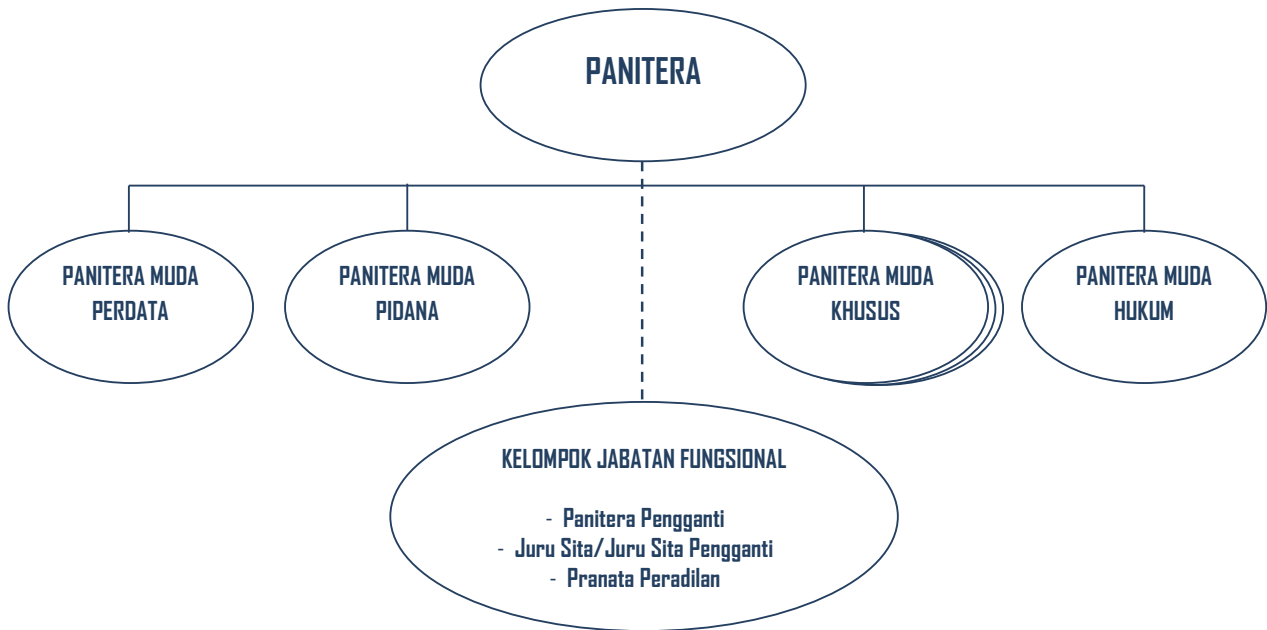 PANITERA
PANITERA MUDA
PERDATA
PANITERA MUDA
PIDANA
PANITERA MUDA
KHUSUS
PANITERA MUDA
HUKUM
KELOMPOK JABATAN FUNGSIONAL
- Panitera Pengganti
- Juru Sita/Juru Sita Pengganti
- Pranata Peradilan